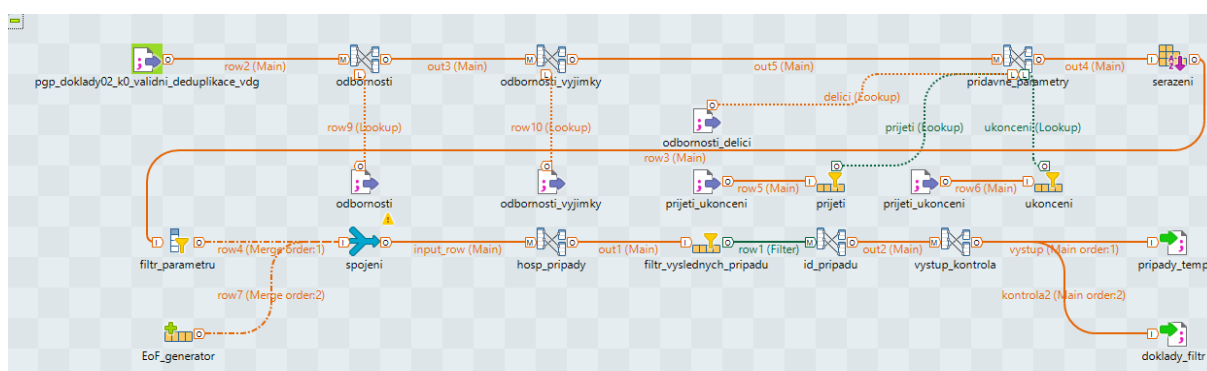 row2 (Main)
out3 (Main)
out5 (Main)
out4 (Main)
pgp_doklady02_k0_validni_deduplikace_vdg
odbornosti
odbornosti_vyjimky
pridavne_parametry
serazeni
delici (Lookup)
row9 (Lookup)
row10 (Lookup)
prijeti (Lookup)
ukonceni (Lookup)
odbornosti_delici
row3 (Main)
row5 (Main)
row6 (Main)
odbornosti
odbornosti_vyjimky
prijeti_ukonceni
prijeti
prijeti_ukonceni
ukonceni
row4 (Merge order:1)
input_row (Main)
out1 (Main)
row1 (Filter)
out2 (Main)
vystup (Main order:1)
filtr_parametru
spojeni
hosp_pripady
filtr_vyslednych_pripadu
id_pripadu
vystup_kontrola
pripady_temp
row7 (Merge order:2)
kontrola2 (Main order:2)
EoF_generator
doklady_filtr